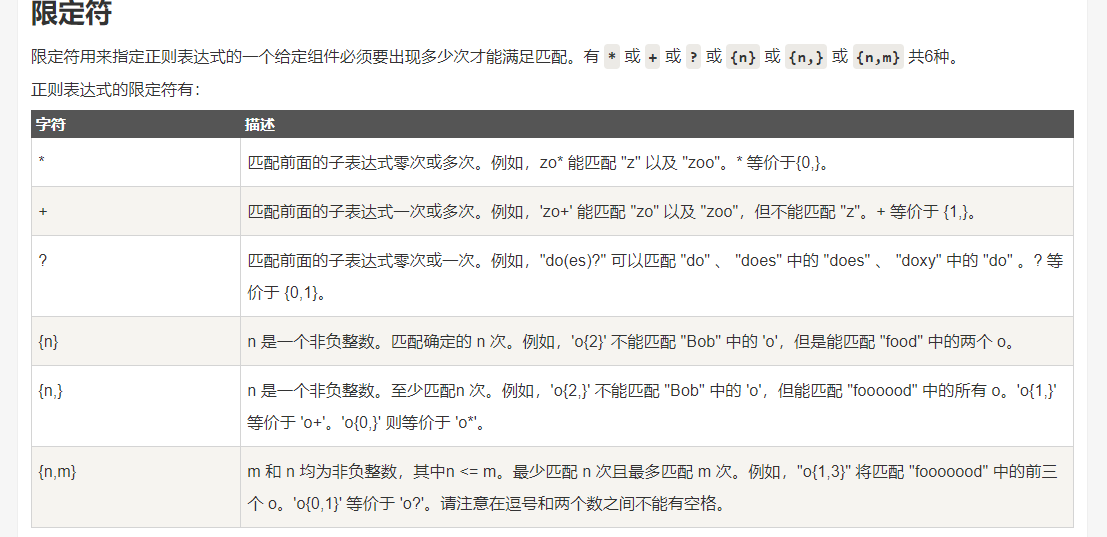 限定符
限定符用来指定正则表达式的一个给定组件必须要出现多少次才能满足匹配。有 * 或 + 或 ? 或 {n} 或 {n,} 或 {n,m} 共6种。
正则表达式的限定符有：
字符 描述
* 匹配前面的子表达式零次或多次。例如，zo* 能匹配 "z" 以及 "zoo"。* 等价于{0,}。
+ 匹配前面的子表达式一次或多次。例如，'zo+' 能匹配 "zo" 以及 "zoo"，但不能匹配 "z"。+ 等价于 {1,}。
? 匹配前面的子表达式零次或一次。例如，"do(es)?" 可以匹配 "do" 、 "does" 中的 "does" 、 "doxy" 中的 "do" 。? 等
价于 {0,1}。
{n} n 是一个非负整数。匹配确定的 n 次。例如，'o{2}' 不能匹配 "Bob" 中的 'o'，但是能匹配 "food" 中的两个 o。
{n,} n 是一个非负整数。至少匹配n 次。例如，'o{2,}' 不能匹配 "Bob" 中的 'o'，但能匹配 "foooood" 中的所有 o。'o{1,}'
等价于 'o+'。'o{0,}' 则等价于 'o*'。
{n,m} m 和 n 均为非负整数，其中n <= m。最少匹配 n 次且最多匹配 m 次。例如，"o{1,3}" 将匹配 "fooooood" 中的前三
个 o。'o{0,1}' 等价于 'o?'。请注意在逗号和两个数之间不能有空格。